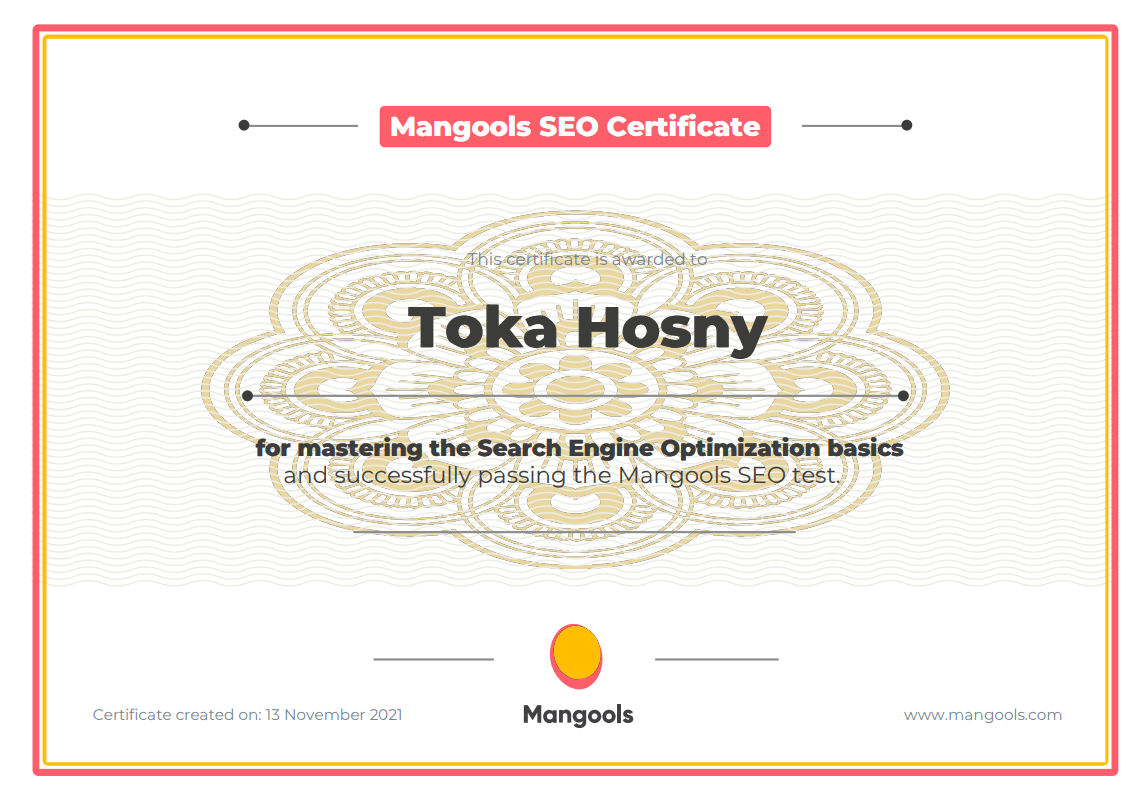 Mangools SEO Certificate
This certificate is awarded to
Toka Hosny
for mastering the Search Engine Optimization basics
and successfully passing the Mangools SEO test.
Mangools
Certificate created on: 13 November 2021
www.mangools.com